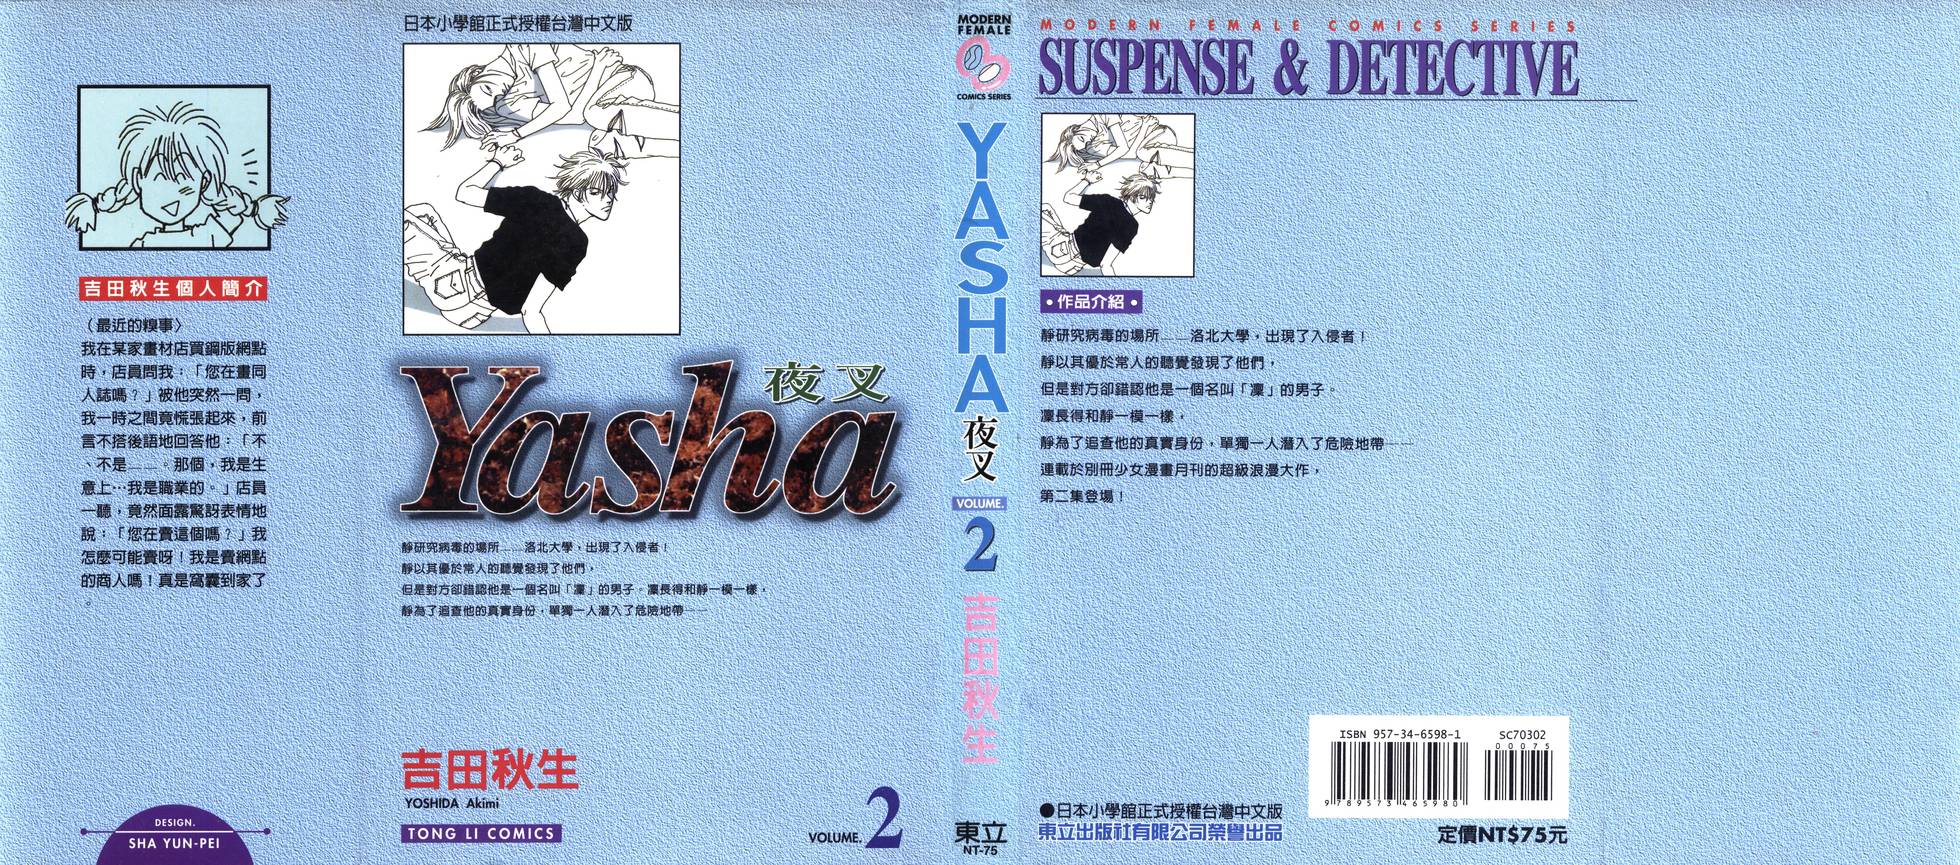 吉田秋生個人簡介
〈最近的糗事〉
我在某家畫材店買鋼版網點
時，店員問我：「您在畫同
人誌嗎？」被他突然一問，
我一時之間竟慌張起來，前
言不搭後語地回答他：「不
、不是……。那個，我是生
意上…我是職業的。」店員
一聽，竟然面露驚訝表情地
說：「您在賣這個嗎？」我
怎麼可能賣呀！我是賣網點
的商人嗎！真是窩囊到家了
。
DESIGN.
SHA YUN-PEI
日本小學館正式授權台灣中文版
Yasha
夜叉
靜研究病毒的場所……洛北大學，出現了入侵者！
靜以其優於常人的聽覺發現了他們，
但是對方卻錯認他是一個名叫「凜」的男子。凜長得和靜一模一樣，
靜為了追查他的真實身份，單獨一人潛入了危險地帶——
吉田秋生
YOSHIDA Akimi
TONG LI COMICS
VOLUME.2
MODERN
FEMALE
COMICS SERIES
YASHA
夜叉
VOLUME.
2
吉田秋生
東立
NT-75
MODERN FEMALE COMICS SERIES
SUSPENSE & DETECTIVE
•作品介紹•
靜研究病毒的場所……洛北大學，出現了入侵者！
靜以其優於常人的聽覺發現了他們，
但是對方卻錯認他是一個名叫「凜」的男子。
凜長得和靜一模一樣，
靜為了追查他的真實身份，單獨一人潛入了危險地帶——
連載於別冊少女漫畫月刊的超級浪漫大作，
第二集登場！
ISBN 957-34-6598-1
SC70302
00075
9789573465980
●日本小學館正式授權台灣中文版
東立出版社有限公司榮譽出品
定價NT$75元